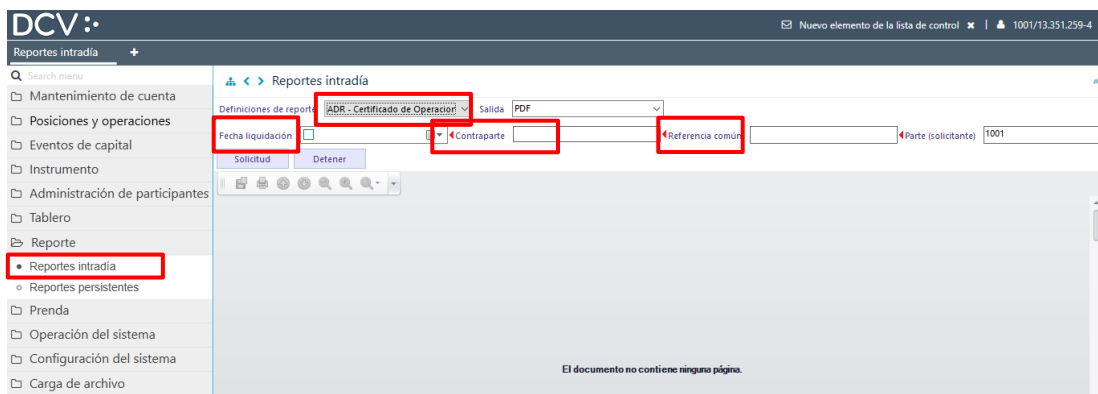 DCV
Nuevo elemento de la lista de control ✖ | 1001/13.351.259-4
Reportes intradía +
Search menu
Mantenimiento de cuenta
Posiciones y operaciones
Eventos de capital
Instrumento
Administración de participantes
Tablero
Reporte
Reportes intradía
Reportes persistentes
Prenda
Operación del sistema
Configuración del sistema
Carga de archivo
Reportes intradía
Definiciones de reporte ADR - Certificado de Operacion Salida PDF
Fecha liquidación Contraparte Referencia común Parte (solicitante) 1001
Solicitud Detener
El documento no contiene ninguna página.